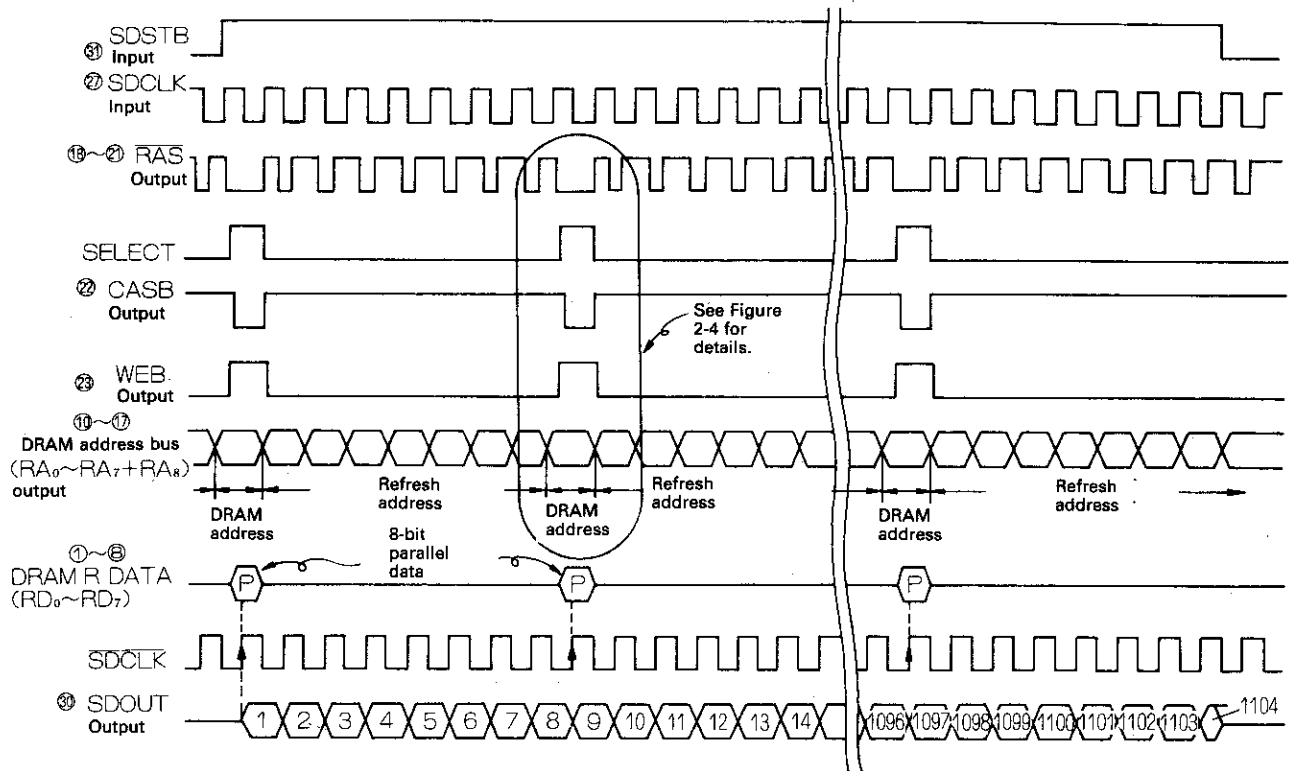 ㉛ SDSTB
Input
㉗ SDCLK
Input
⑱～㉑ R̅A̅S̅
Output
SELECT
㉒ CASB
Output
See Figure
2-4 for
details.
㉓ WEB
Output
⑩～⑰
DRAM address bus
(RA₀～RA₇+RA₈)
output
DRAM
address
Refresh
address
DRAM
address
Refresh
address
DRAM
address
Refresh
address
①～⑧
DRAM R DATA
(RD₀～RD₇)
8-bit
parallel
data
P P P
S̅D̅C̅L̅K̅
㉚ SDOUT
Output
1 2 3 4 5 6 7 8 9 10 11 12 13 14 1096 1097 1098 1099 1100 1101 1102 1103 1104